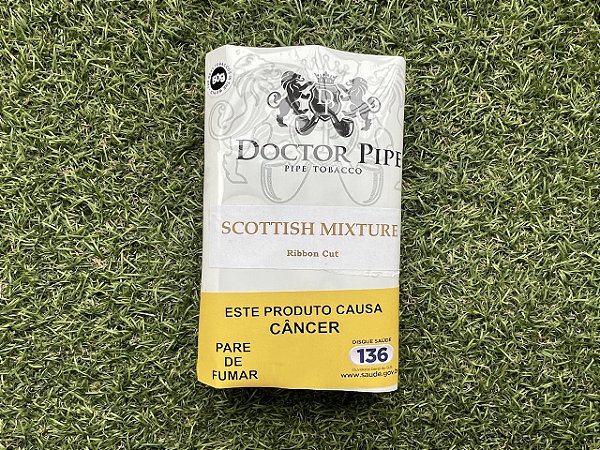 50g
DOCTOR PIPE
PIPE TOBACCO
SCOTTISH MIXTURE
Ribbon Cut
ESTE PRODUTO CAUSA
CÂNCER
PARE
DE
FUMAR
DISQUE SAÚDE
136
www.saude.gov.b